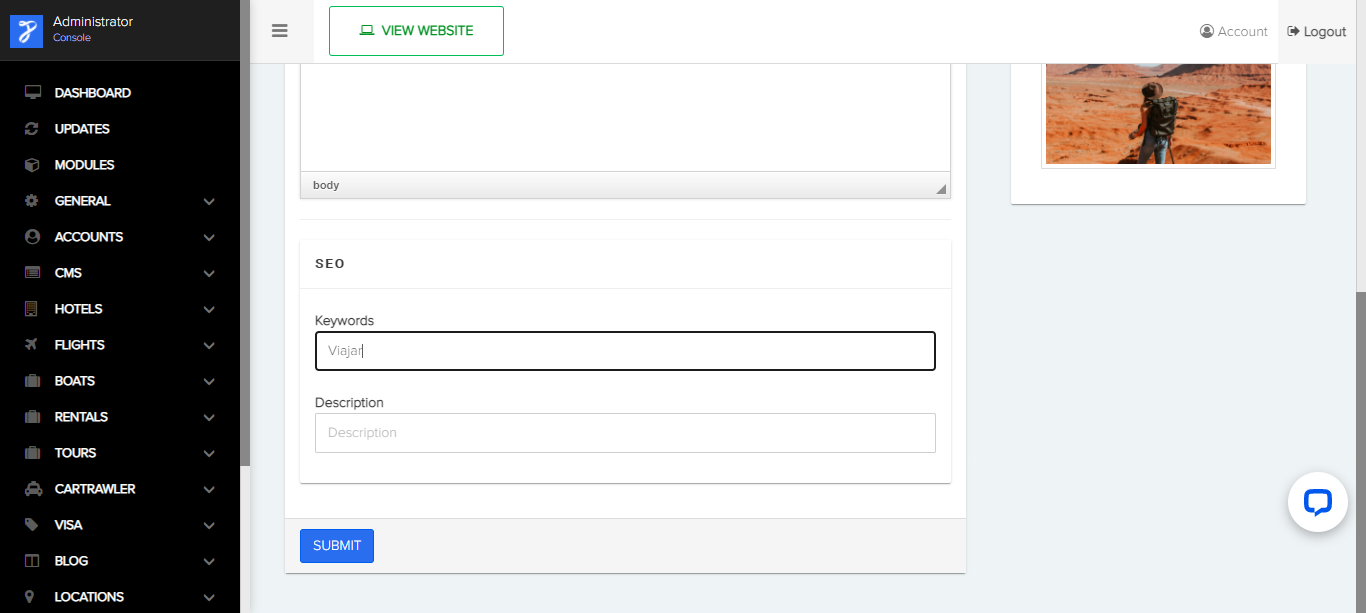 Administrator
Console
VIEW WEBSITE
Account
Logout
DASHBOARD
UPDATES
MODULES
GENERAL
ACCOUNTS
CMS
HOTELS
FLIGHTS
BOATS
RENTALS
TOURS
CARTRAWLER
VISA
BLOG
LOCATIONS
body
SEO
Keywords
Viajar
Description
Description
SUBMIT